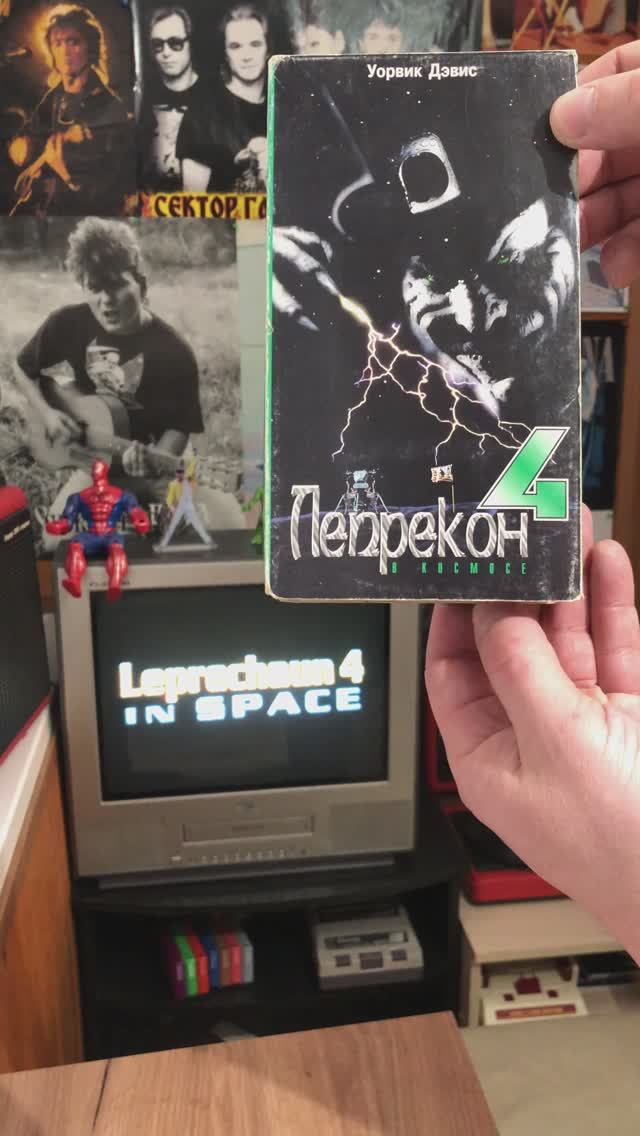 Уорвик Дэвис
СЕКТОР ГА
Лепрекон
4
В КОСМОСЕ
Leprechaun 4
IN SPACE